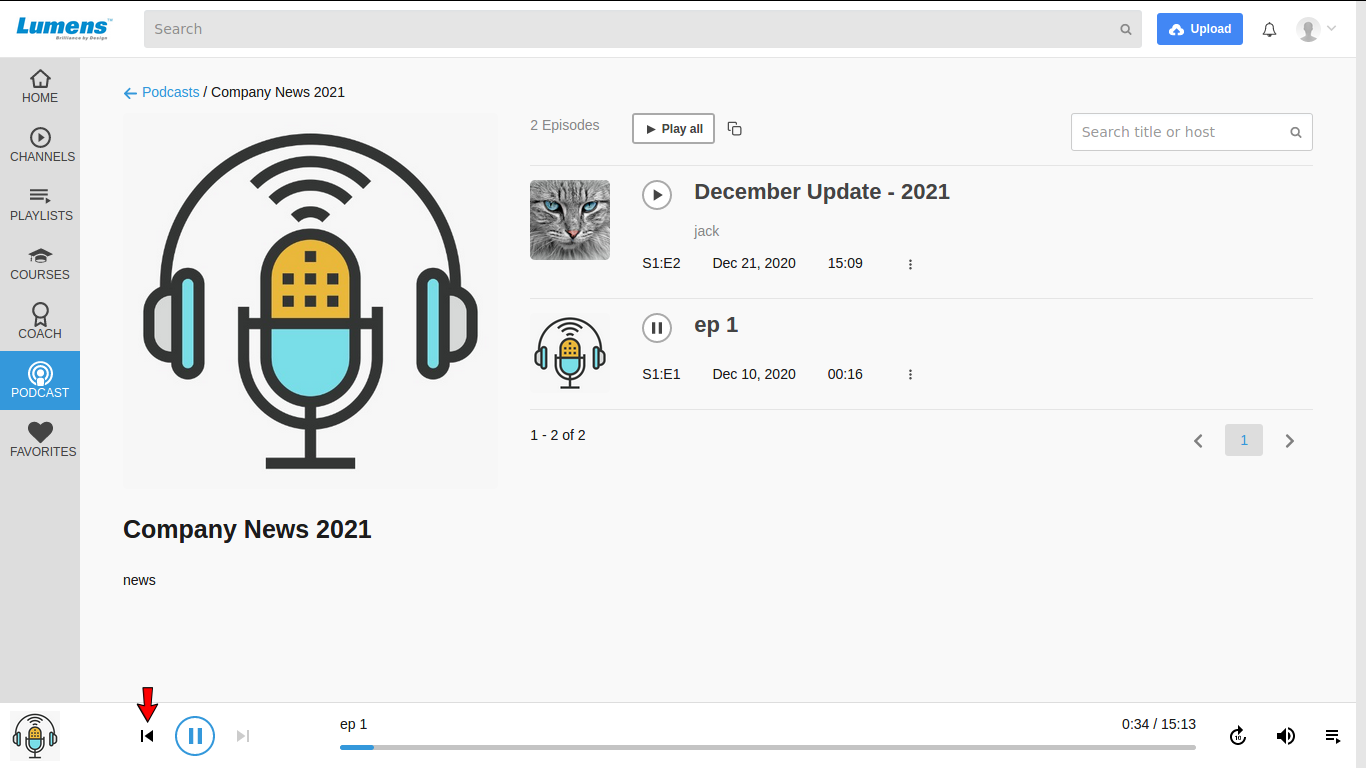 Lumens™
Brilliance by Design
Search
Upload
HOME
CHANNELS
PLAYLISTS
COURSES
COACH
PODCAST
FAVORITES
Podcasts / Company News 2021
2 Episodes
Play all
Search title or host
December Update - 2021
jack
S1:E2 Dec 21, 2020 15:09
ep 1
S1:E1 Dec 10, 2020 00:16
1 - 2 of 2
1
Company News 2021
news
ep 1
0:34 / 15:13
10